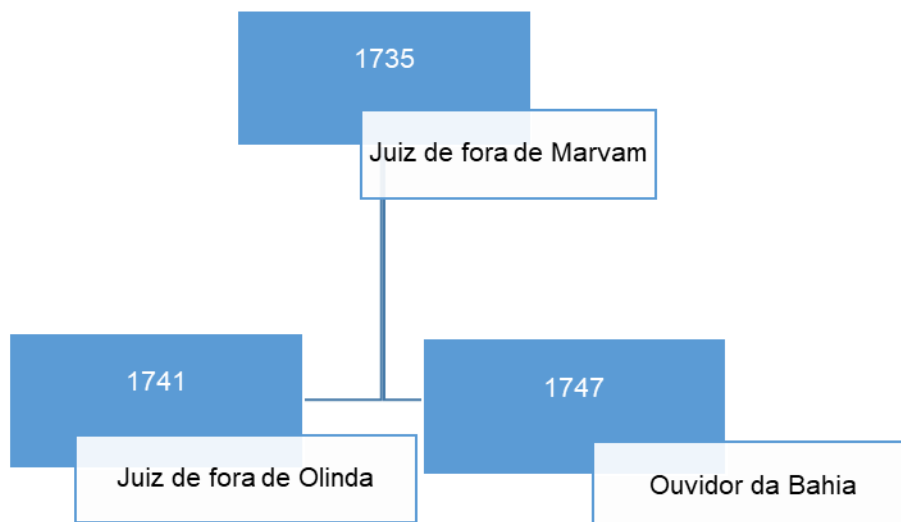 1735
Juiz de fora de Marvam
1741
Juiz de fora de Olinda
1747
Ouvidor da Bahia